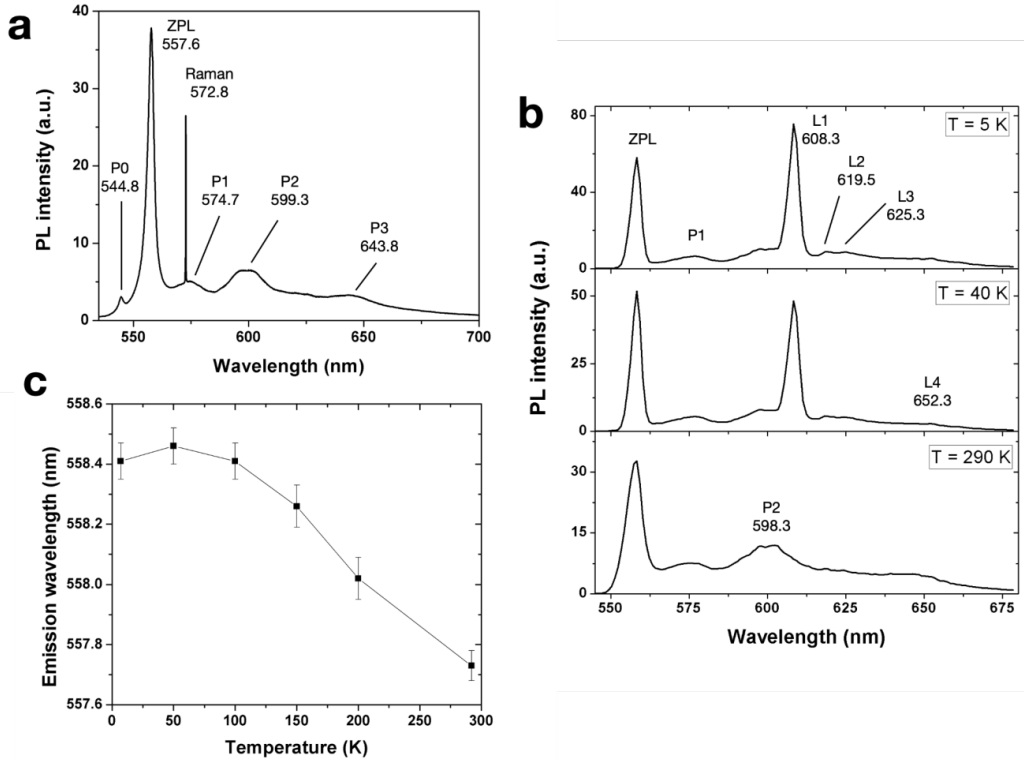 a
40
30
20
10
0
PL intensity (a.u.)
ZPL
557.6
Raman
572.8
P0
544.8
P1
574.7
P2
599.3
P3
643.8
550
600
650
700
Wavelength (nm)
b
80
40
0
50
25
0
30
15
0
PL intensity (a.u.)
T = 5 K
ZPL
L1
608.3
L2
619.5
L3
625.3
P1
T = 40 K
L4
652.3
T = 290 K
P2
598.3
550
575
600
625
650
675
Wavelength (nm)
c
558.6
558.4
558.2
558.0
557.8
557.6
Emission wavelength (nm)
0
50
100
150
200
250
300
Temperature (K)